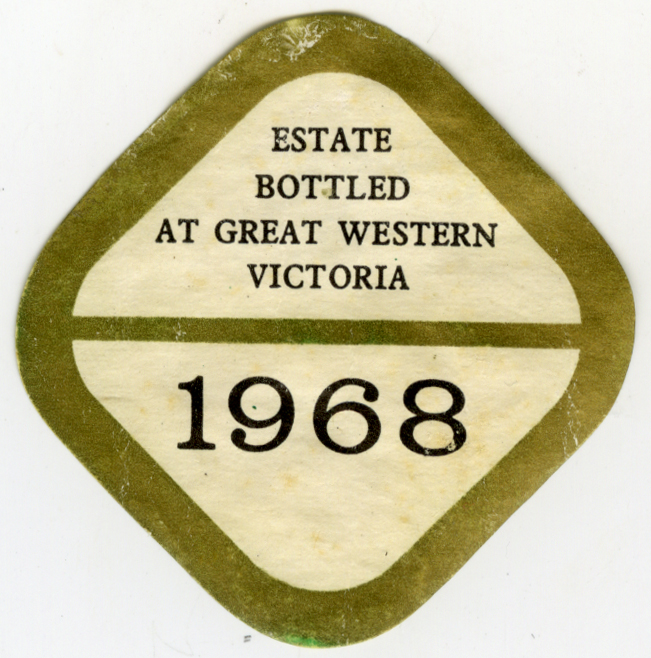 ESTATE
BOTTLED
AT GREAT WESTERN
VICTORIA
1968